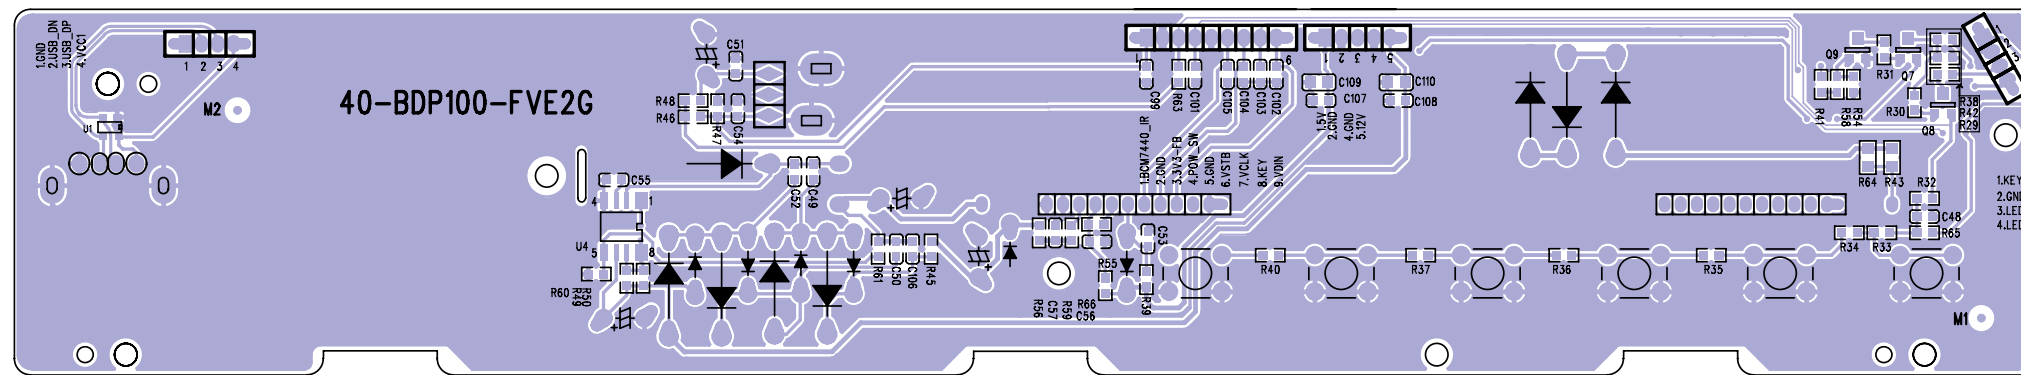 1.GND
2.USB_DN
3.USB_DP
4.VCC1
1 2 3 4
M2
U1
40-BDP100-FVE2G
C51
R48
R46
R47
C54
C52
C49
C55
4
1
U4
5
8
R60
R49
R50
R61
C50
C106
R45
1
6
C99
R63
C101
C105
C104
C103
C102
1 2 3 4 5
C109
C107
C110
C108
1.5V
2.GND
4.GND
5.12V
1.BCM7440_IR
2.GND
3.3V3-FB
4.POW_SW
5.GND
6.VSTB
7.VCLK
8.KEY
9.VDIN
C53
R55
R39
R56
C57
R59
R66
C56
R40
R37
R36
R35
R34
R33
Q9
R31
Q7
R41
R58
R54
R30
Q8
R38
R42
R29
1 2 3
R64
R43
R32
C48
R65
1.KEY
2.GN
3.LE
4.LE
M1